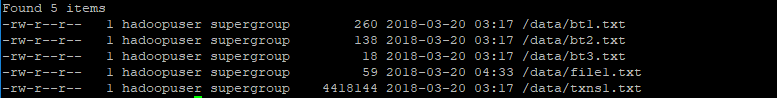 Found 5 items
-rw-r--r--   1 hadoopuser supergroup        260 2018-03-20 03:17 /data/bt1.txt
-rw-r--r--   1 hadoopuser supergroup        138 2018-03-20 03:17 /data/bt2.txt
-rw-r--r--   1 hadoopuser supergroup         18 2018-03-20 03:17 /data/bt3.txt
-rw-r--r--   1 hadoopuser supergroup         59 2018-03-20 04:33 /data/file1.txt
-rw-r--r--   1 hadoopuser supergroup    4418144 2018-03-20 03:17 /data/txns1.txt